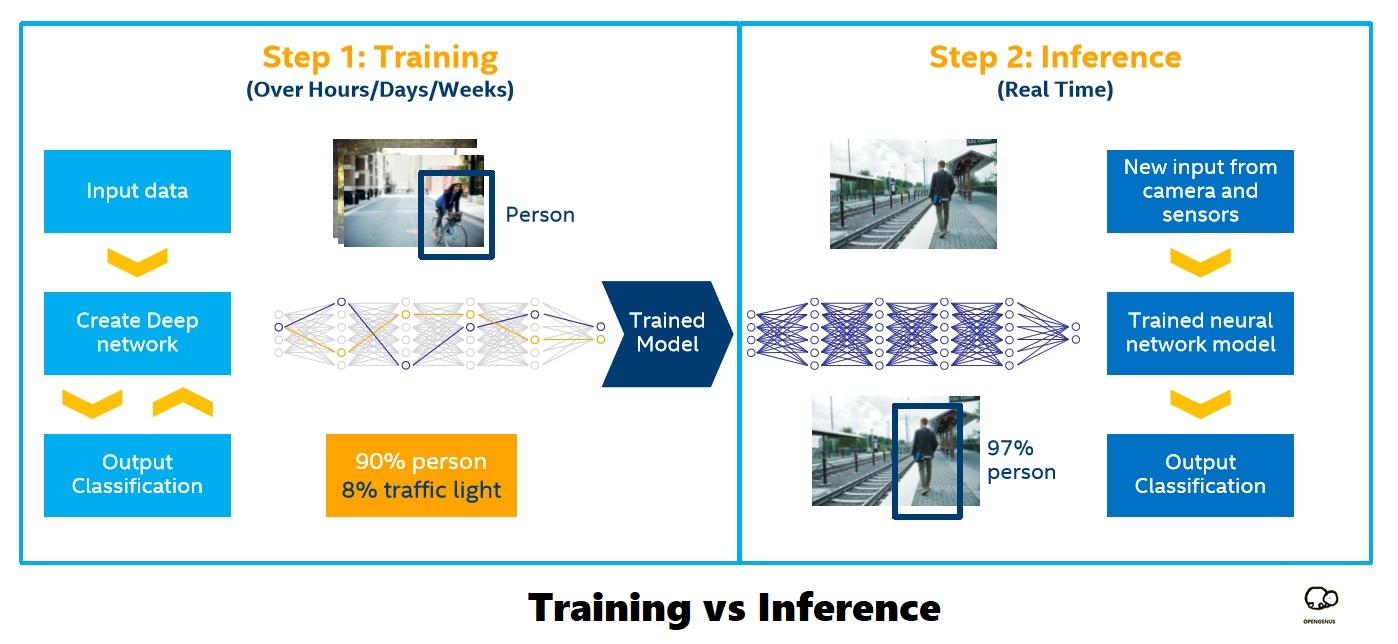 Step 1: Training
(Over Hours/Days/Weeks)
Input data
Person
Create Deep
network
Trained
Model
Output
Classification
90% person
8% traffic light
Step 2: Inference
(Real Time)
New input from
camera and
sensors
Trained neural
network model
97%
person
Output
Classification
Training vs Inference
OPENGENUS